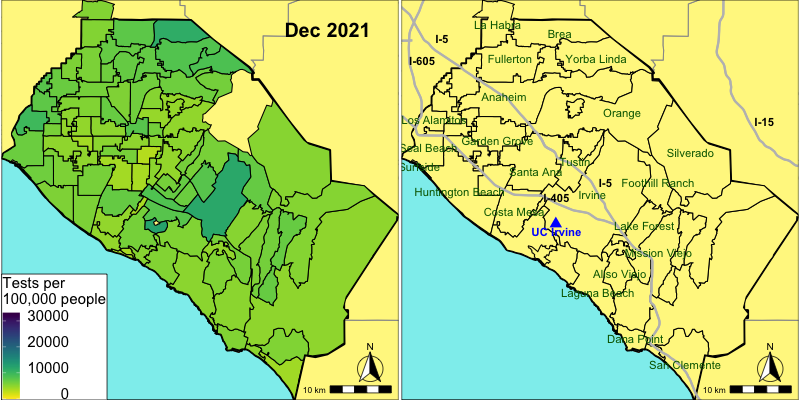 Dec 2021
Tests per
100,000 people
30000
20000
10000
0
N
10 km
La Habra
Brea
I-5
I-605
Fullerton
Yorba Linda
Anaheim
Orange
I-15
Los Alamitos
Garden Grove
Seal Beach
Silverado
Sunside
Tustin
Santa Ana
I-5
Foothill Ranch
Huntington Beach
I-405
Irvine
Costa Mesa
UC Irvine
Lake Forest
Mission Viejo
Aliso Viejo
Laguna Beach
Dana Point
San Clemente
N
10 km